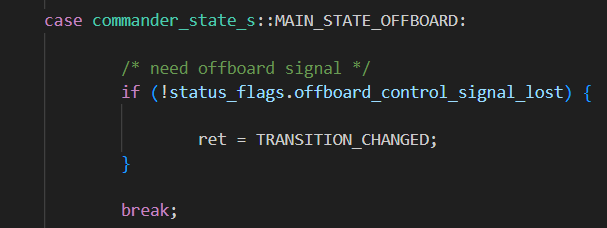 case commander_state_s::MAIN_STATE_OFFBOARD:
/* need offboard signal */
if (!status_flags.offboard_control_signal_lost) {
ret = TRANSITION_CHANGED;
}
break;